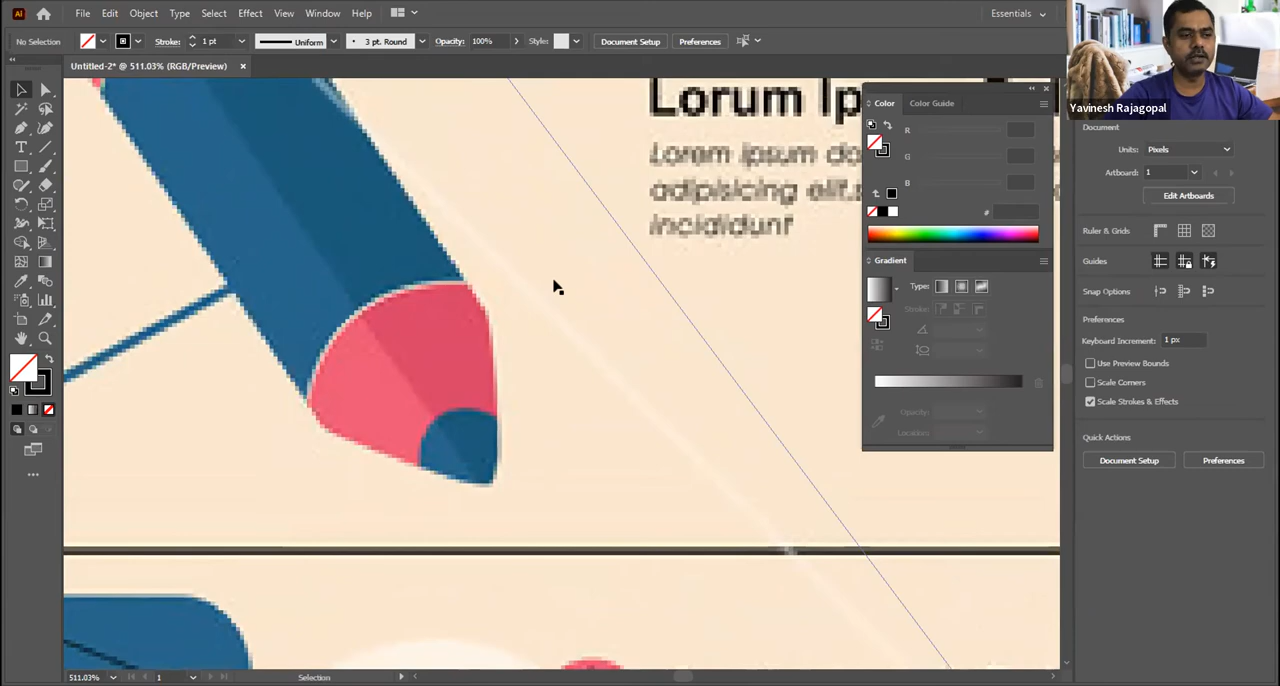 Ai File Edit Object Type Select Effect View Window Help Essentials
No Selection Stroke: 1 pt Uniform 3 pt. Round Opacity: 100% Style: Document Setup Preferences
Untitled-2* @ 511.03% (RGB/Preview)
Yavinesh Rajagopal
Lorum Ip
Lorem ipsum do
adipisicing elit.s
incididunt
Color Color Guide
R
G
B
#
Gradient
Type:
Stroke:
Opacity:
Location:
Document
Units: Pixels
Artboard: 1
Edit Artboards
Ruler & Grids
Guides
Snap Options
Preferences
Keyboard Increment: 1 px
Use Preview Bounds
Scale Corners
Scale Strokes & Effects
Quick Actions
Document Setup Preferences
511.03% 1 Selection